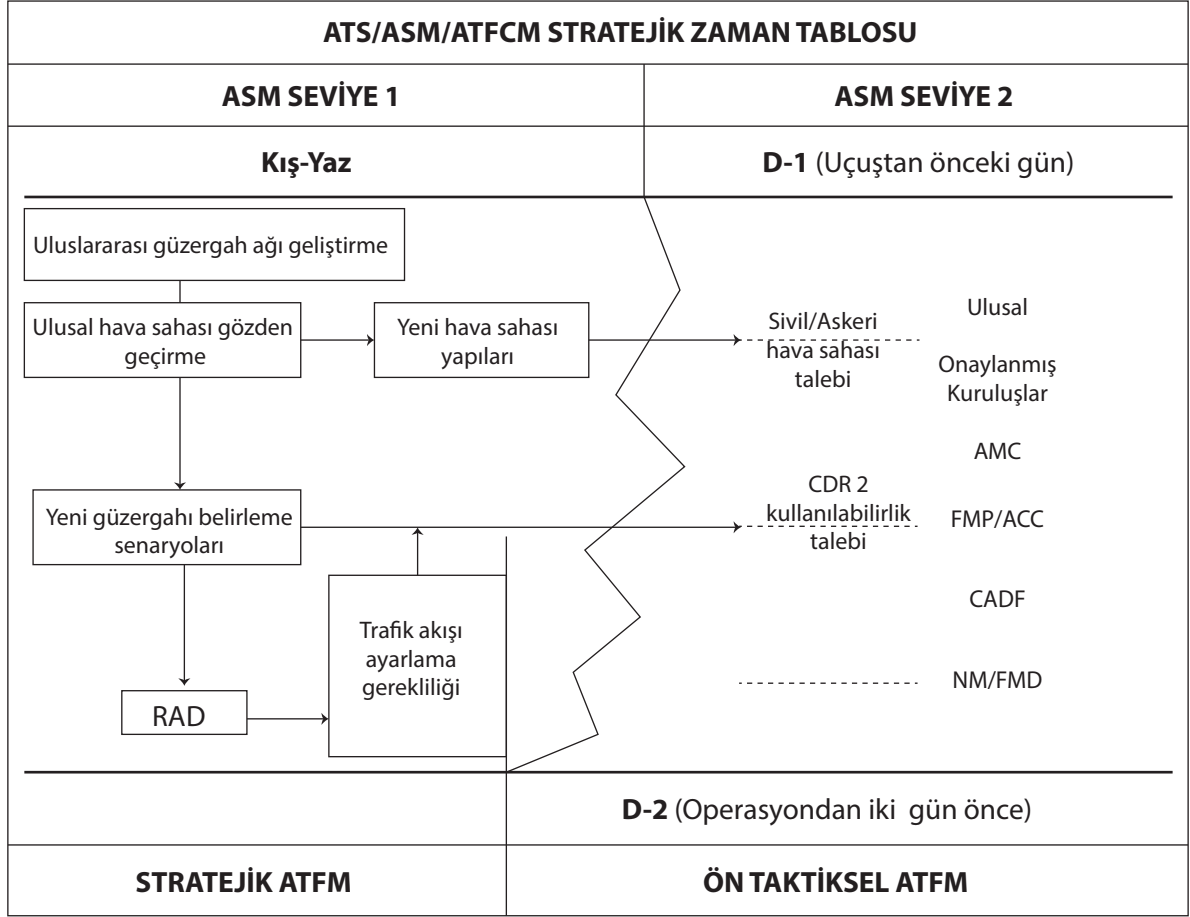 ATS/ASM/ATFCM STRATEJİK ZAMAN TABLOSU
ASM SEVİYE 1
ASM SEVİYE 2
Kış-Yaz
D-1 (Uçuştan önceki gün)
Uluslararası güzergah ağı geliştirme
Ulusal hava sahası gözden
geçirme
Yeni hava sahası
yapıları
Sivil/Askeri
hava sahası
talebi
Ulusal
Onaylanmış
Kuruluşlar
AMC
Yeni güzergahı belirleme
senaryoları
CDR 2
kullanılabilirlik
talebi
FMP/ACC
Trafik akışı
ayarlama
gerekliliği
CADF
RAD
NM/FMD
D-2 (Operasyondan iki gün önce)
STRATEJİK ATFM
ÖN TAKTİKSEL ATFM